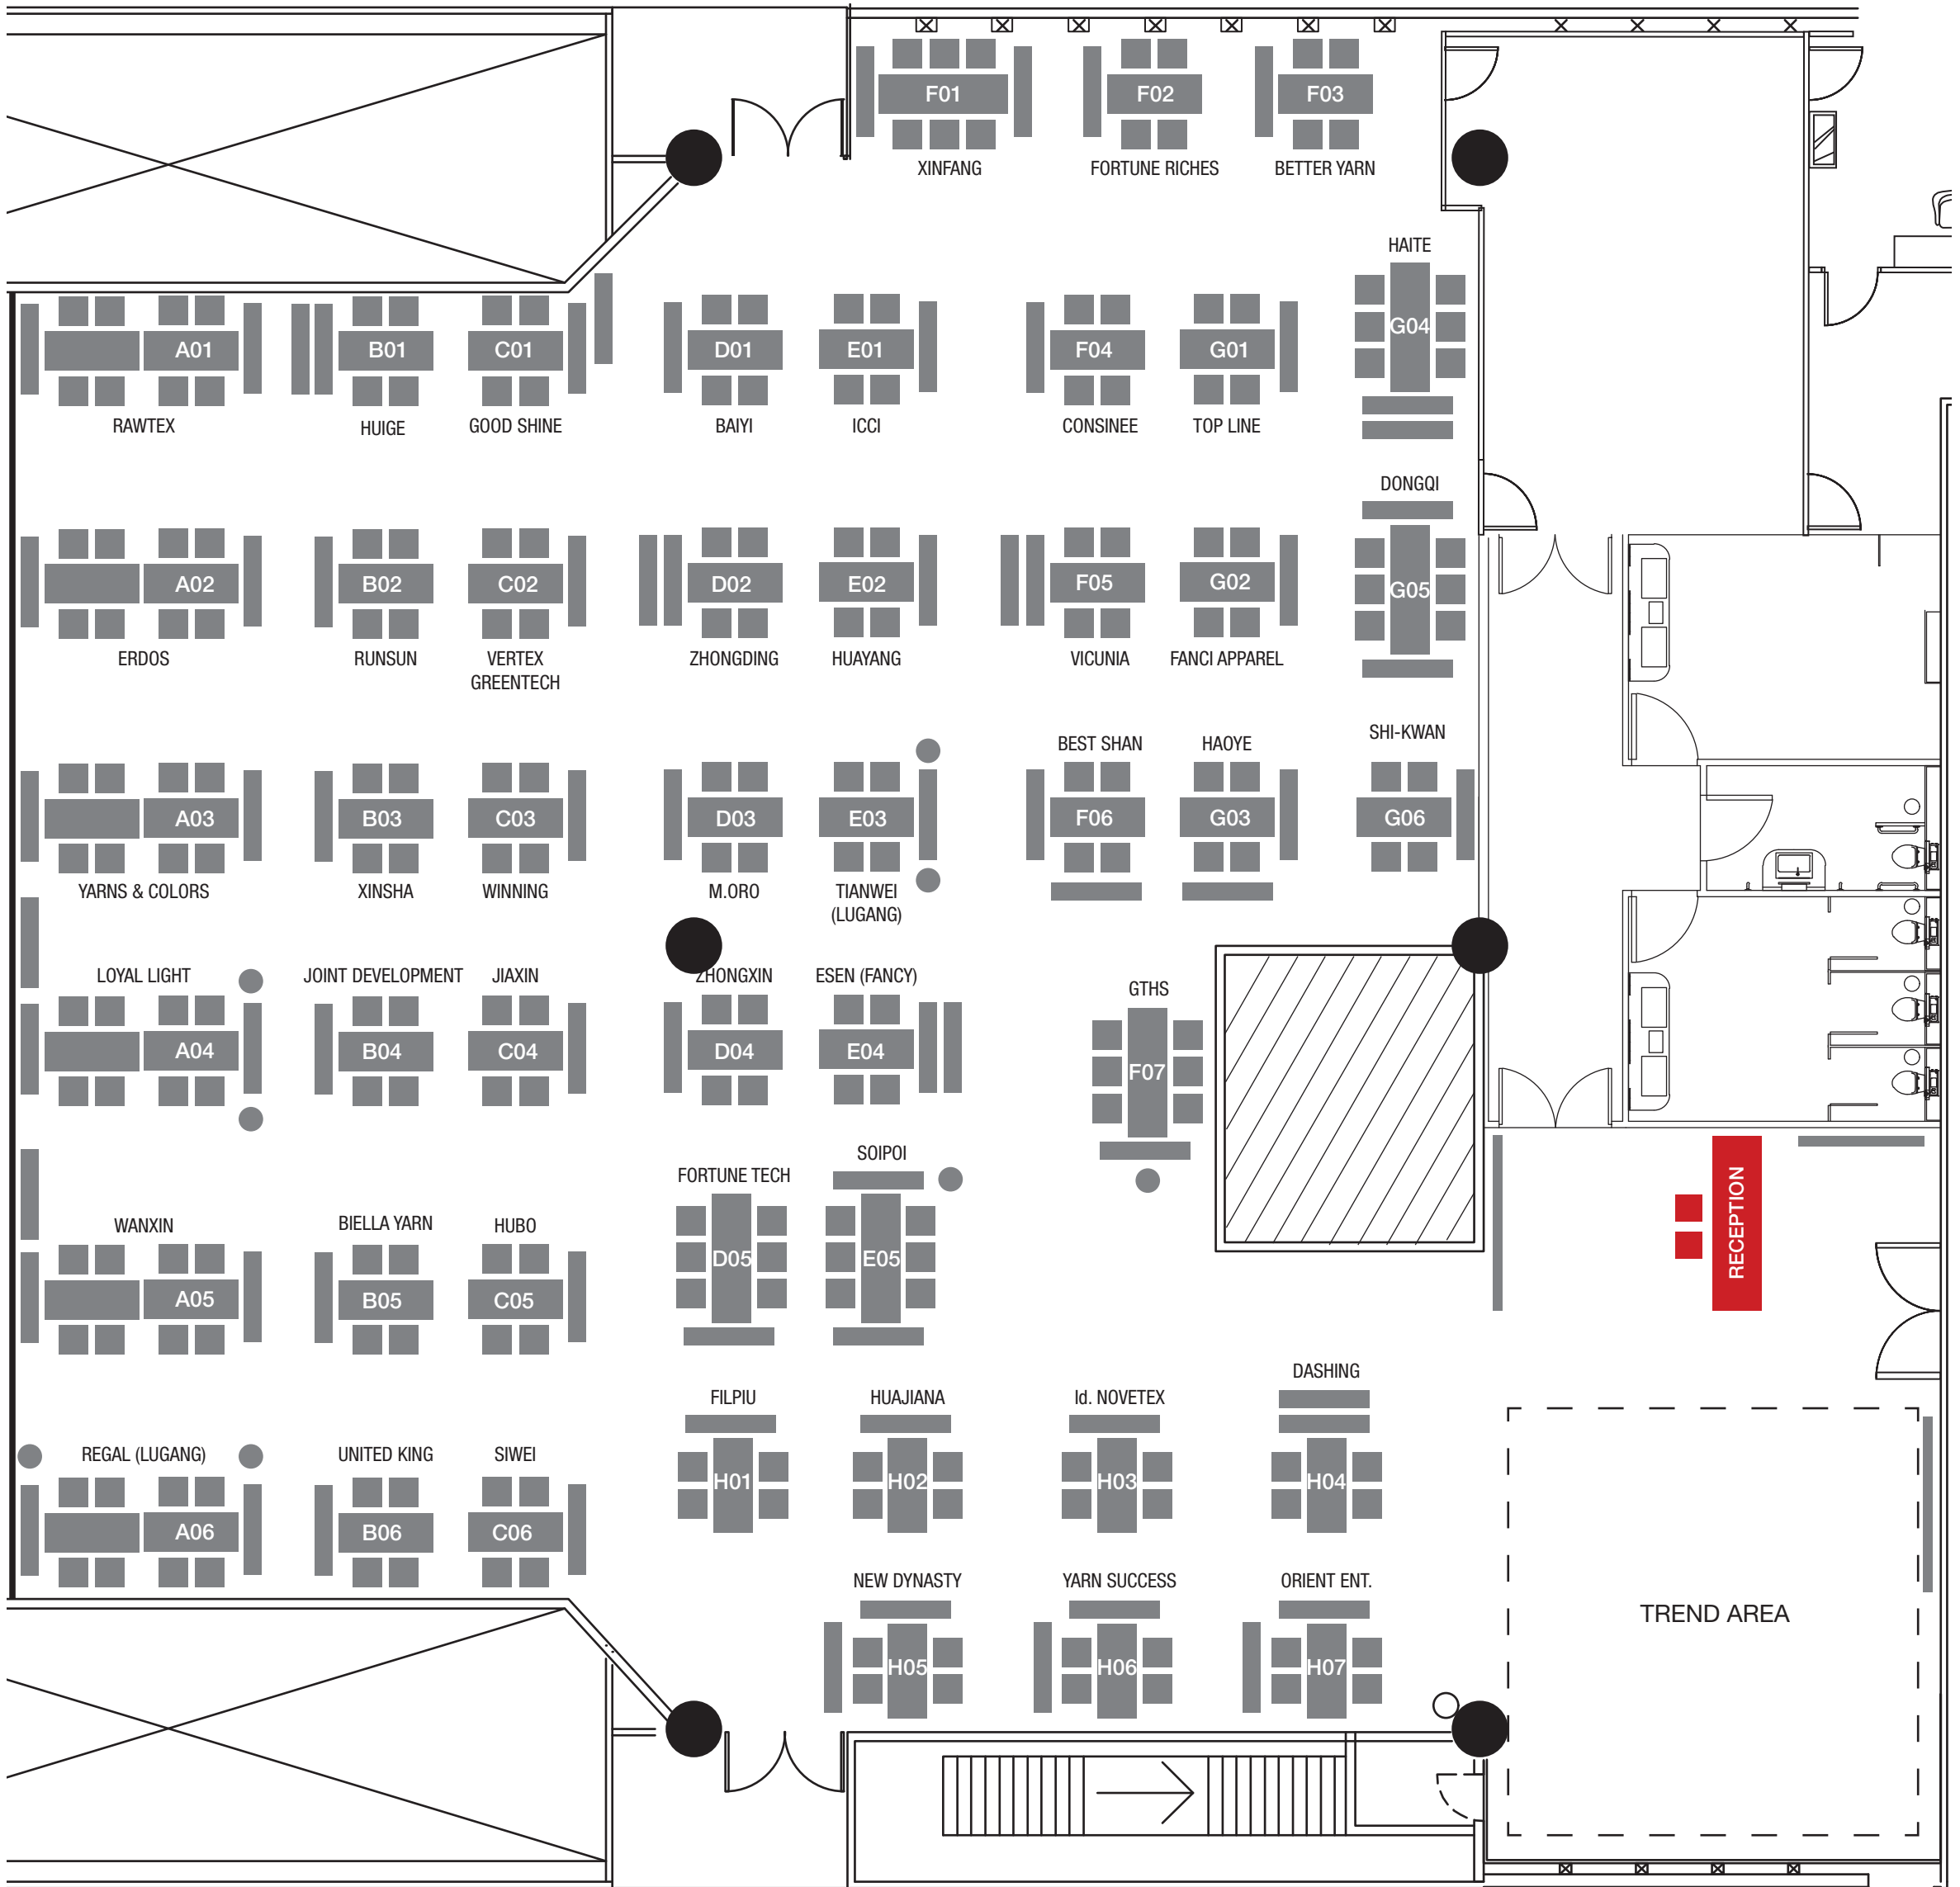 F01
F02
F03
XINFANG
FORTUNE RICHES
BETTER YARN
HAITE
G04
A01
B01
C01
D01
E01
F04
G01
RAWTEX
HUIGE
GOOD SHINE
BAIYI
ICCI
CONSINEE
TOP LINE
DONGQI
G05
A02
B02
C02
D02
E02
F05
G02
ERDOS
RUNSUN
VERTEX
GREENTECH
ZHONGDING
HUAYANG
VICUNIA
FANCI APPAREL
BEST SHAN
HAOYE
SHI-KWAN
A03
B03
C03
D03
E03
F06
G03
G06
YARNS & COLORS
XINSHA
WINNING
M.ORO
TIANWEI
(LUGANG)
LOYAL LIGHT
JOINT DEVELOPMENT
JIAXIN
ZHONGXIN
ESEN (FANCY)
GTHS
A04
B04
C04
D04
E04
F07
FORTUNE TECH
SOIPOI
RECEPTION
WANXIN
BIELLA YARN
HUBO
D05
E05
A05
B05
C05
FILPIU
HUAJIANA
Id. NOVETEX
DASHING
REGAL (LUGANG)
UNITED KING
SIWEI
H01
H02
H03
H04
A06
B06
C06
NEW DYNASTY
YARN SUCCESS
ORIENT ENT.
TREND AREA
H05
H06
H07